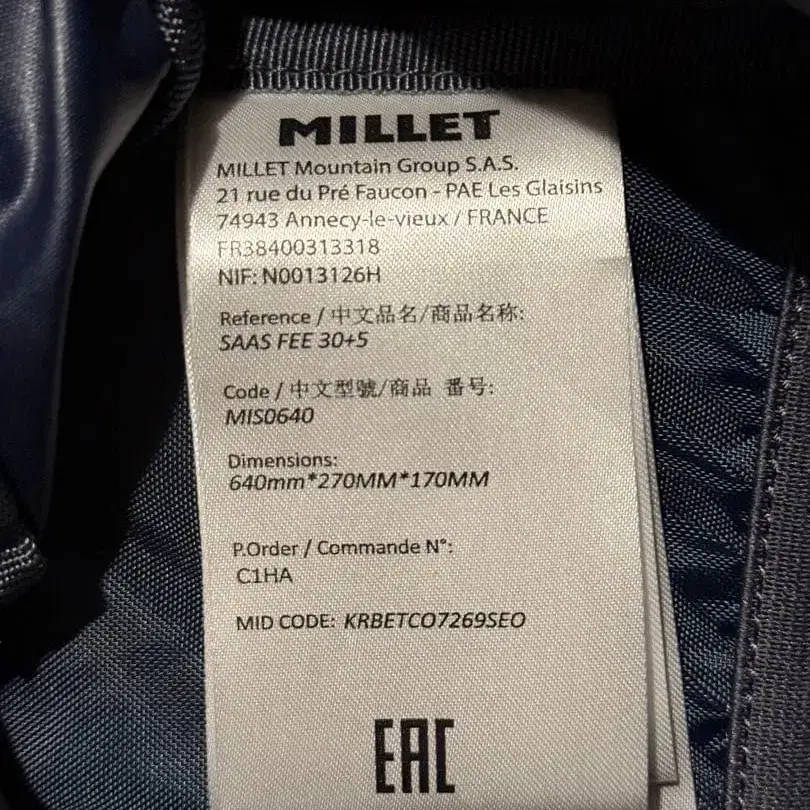 MILLET
MILLET Mountain Group S.A.S.
21 rue du Pré Faucon - PAE Les Glaisins
74943 Annecy-le-vieux / FRANCE
FR38400313318
NIF: N0013126H
Reference / 中文品名/商品名称:
SAAS FEE 30+5
Code / 中文型號/商品 番号:
MIS0640
Dimensions:
640mm*270MM*170MM
P.Order / Commande N°:
C1HA
MID CODE: KRBETCO7269SEO
EAC